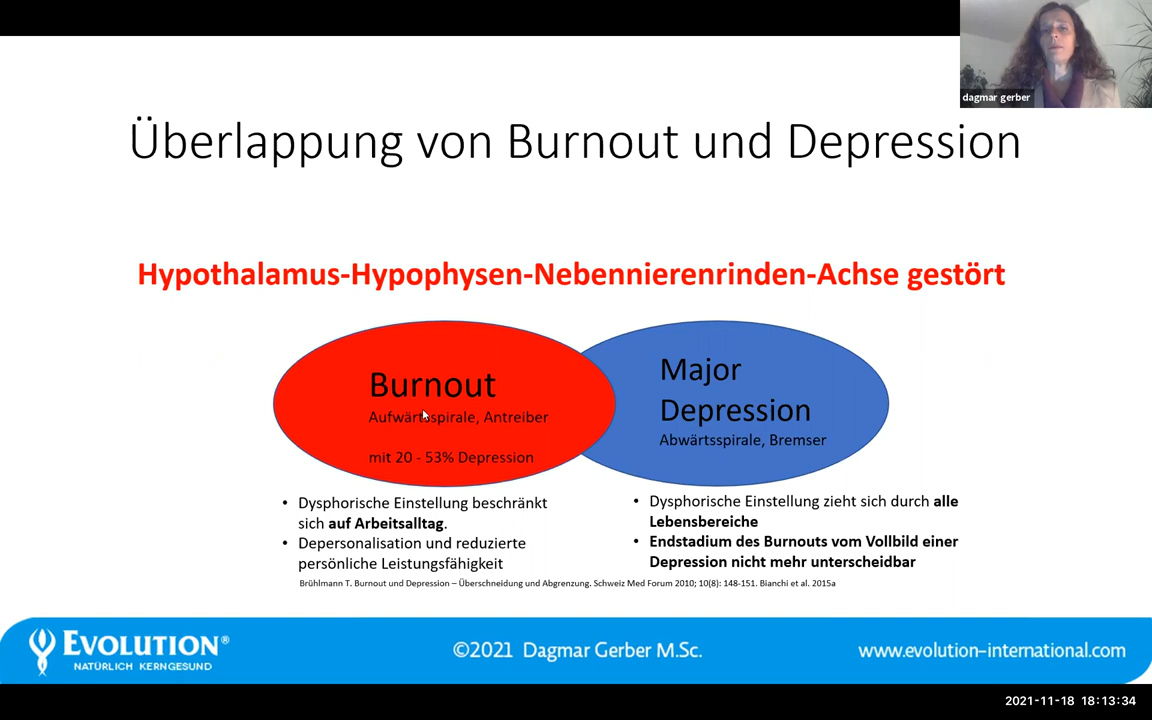 dagmar gerber
Überlappung von Burnout und Depression
Hypothalamus-Hypophysen-Nebennierenrinden-Achse gestört
Burnout
Aufwärtsspirale, Antreiber
mit 20 - 53% Depression
Major
Depression
Abwärtsspirale, Bremser
• Dysphorische Einstellung beschränkt
sich auf Arbeitsalltag.
• Depersonalisation und reduzierte
persönliche Leistungsfähigkeit
• Dysphorische Einstellung zieht sich durch alle
Lebensbereiche
• Endstadium des Burnouts vom Vollbild einer
Depression nicht mehr unterscheidbar
Brühlmann T. Burnout und Depression – Überschneidung und Abgrenzung. Schweiz Med Forum 2010; 10(8): 148-151. Bianchi et al. 2015a
EVOLUTION®
NATÜRLICH KERNGESUND
©2021 Dagmar Gerber M.Sc.
www.evolution-international.com
2021-11-18 18:13:34